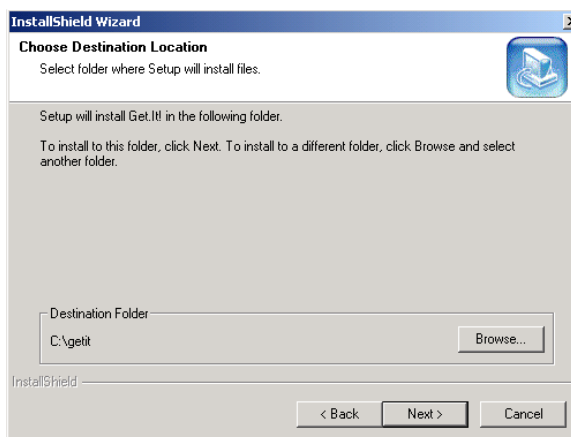 InstallShield Wizard
Choose Destination Location
Select folder where Setup will install files.
Setup will install Get.It! in the following folder.
To install to this folder, click Next. To install to a different folder, click Browse and select
another folder.
Destination Folder
C:\getit
Browse...
InstallShield
< Back
Next >
Cancel